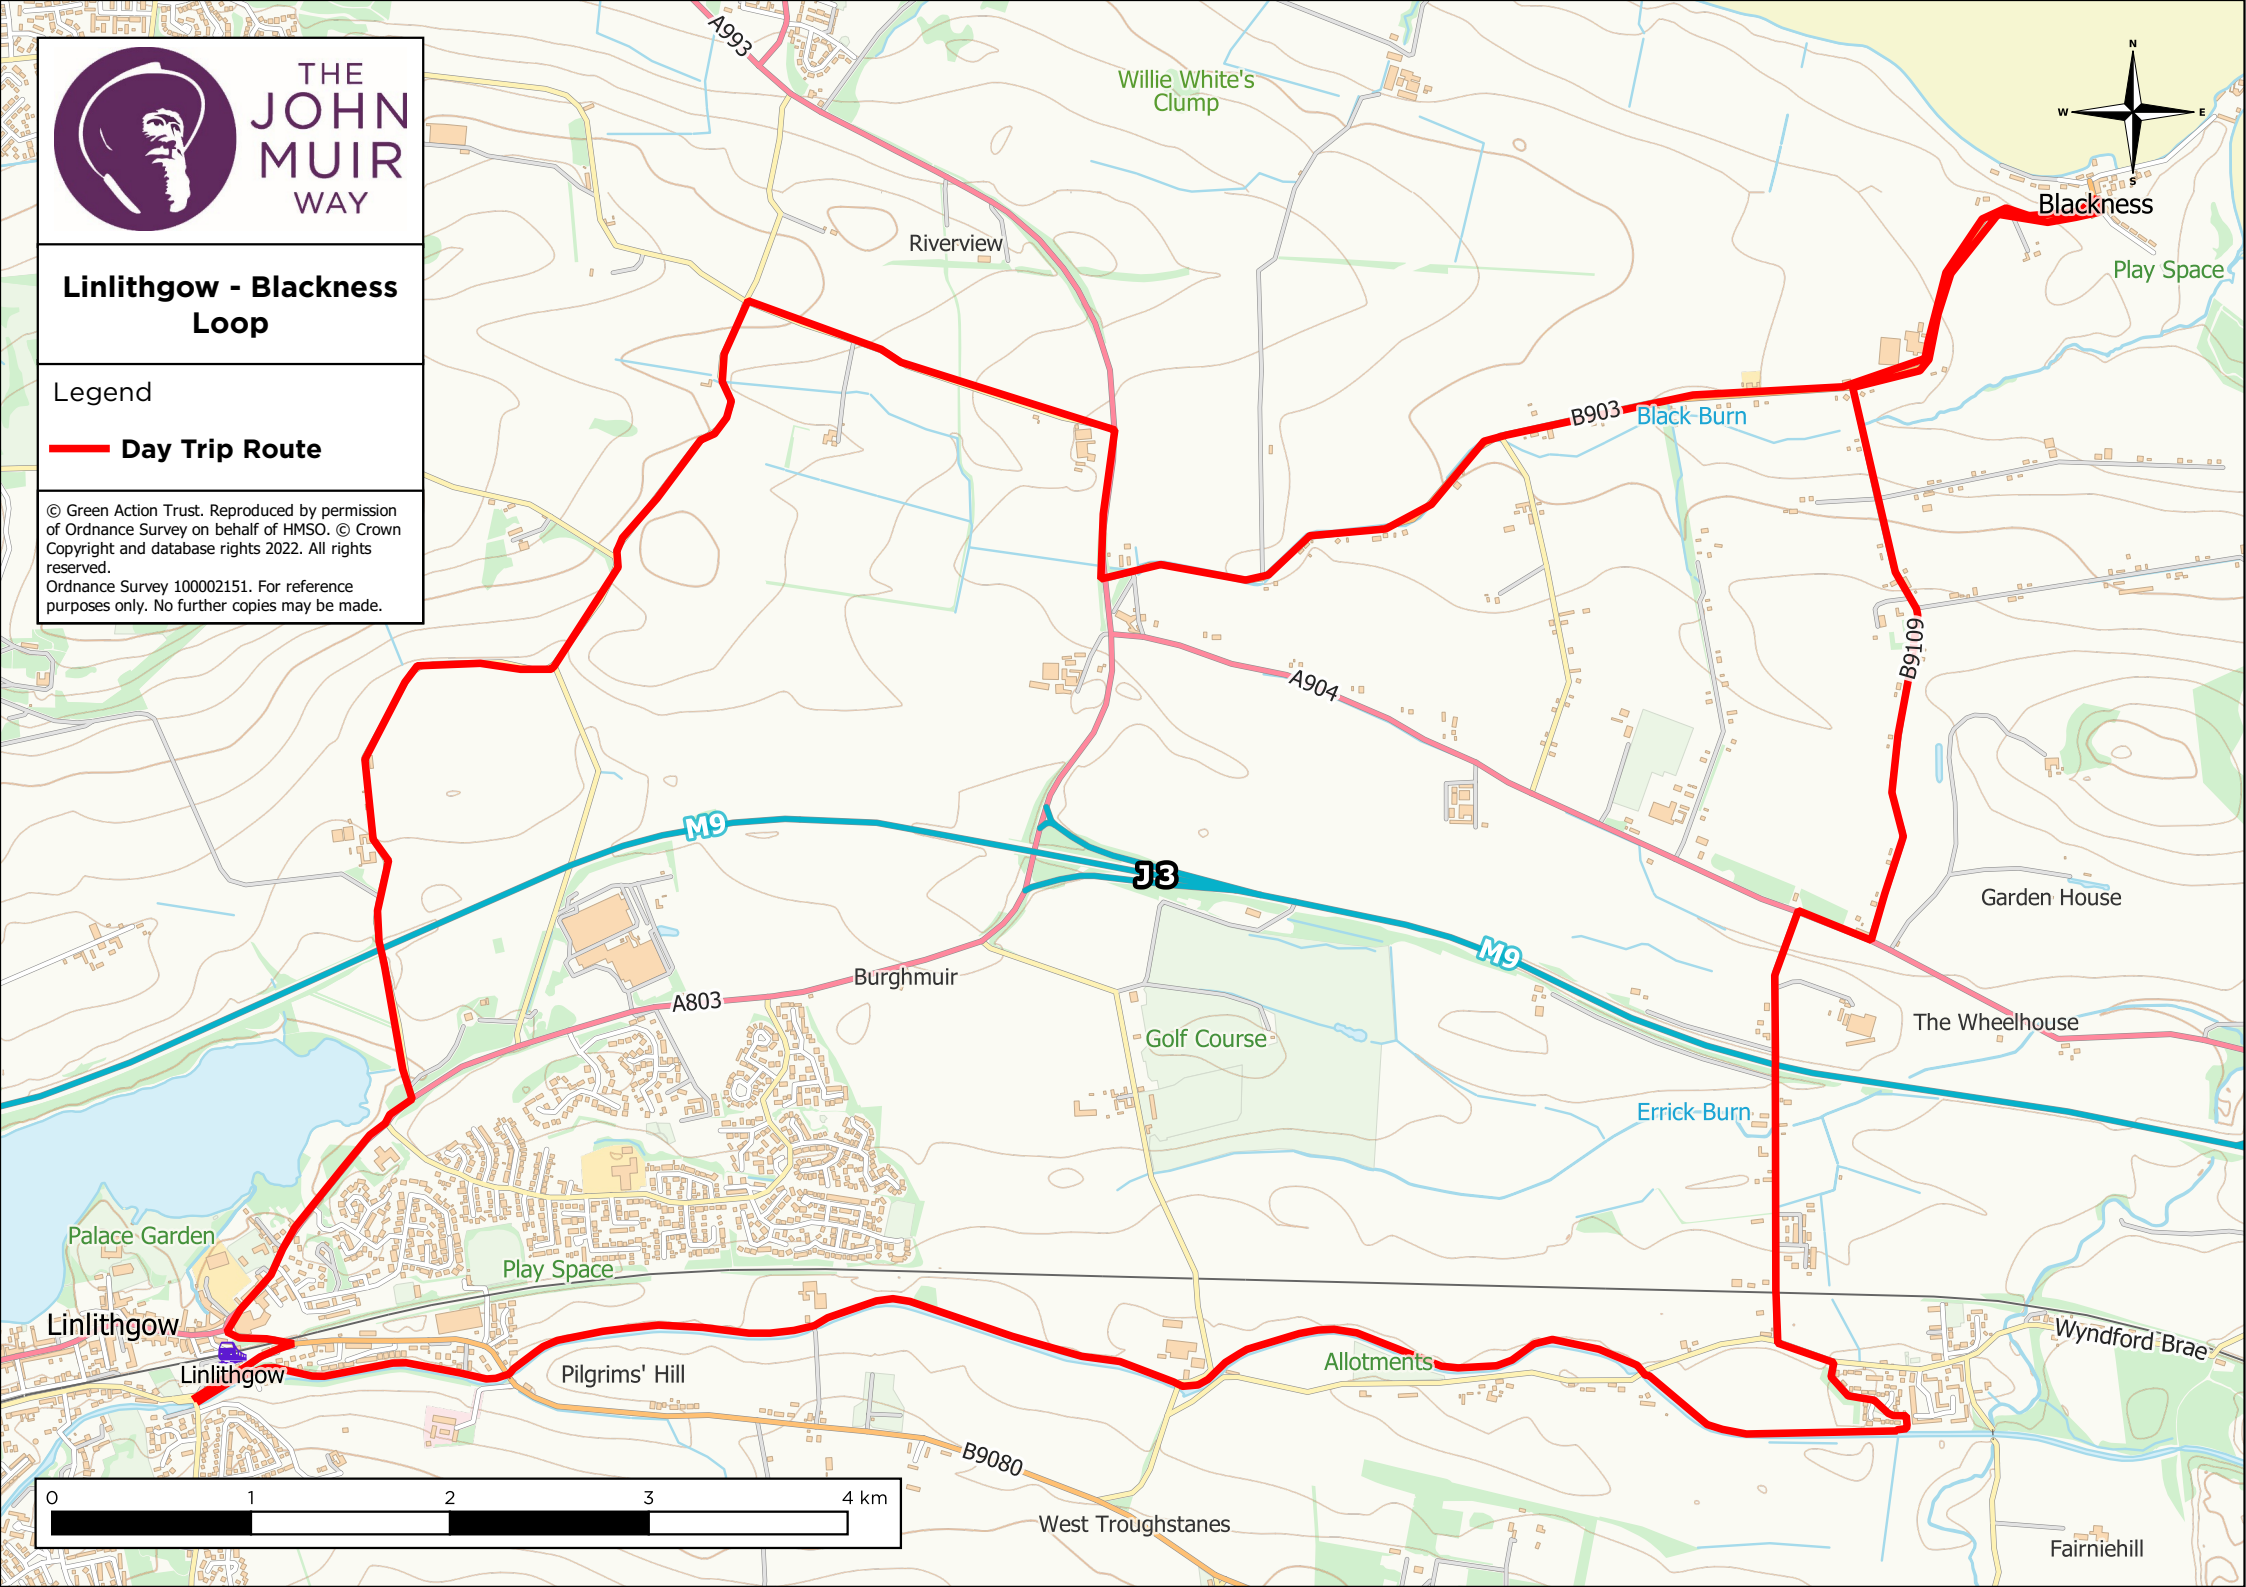 THE
JOHN
MUIR
WAY
Linlithgow - Blackness
Loop
Legend
Day Trip Route
© Green Action Trust. Reproduced by permission
of Ordnance Survey on behalf of HMSO. © Crown
Copyright and database rights 2022. All rights
reserved.
Ordnance Survey 100002151. For reference
purposes only. No further copies may be made.
A993
Willie White's
Clump
N
W
E
S
Blackness
Riverview
Play Space
B903
Black Burn
B9109
A904
M9
J3
Garden House
M9
Burghmuir
A803
The Wheelhouse
Golf Course
Errick Burn
Palace Garden
Play Space
Linlithgow
Wyndford Brae
Linlithgow
Pilgrims' Hill
Allotments
B9080
West Troughstanes
Fairniehill
0 1 2 3 4 km